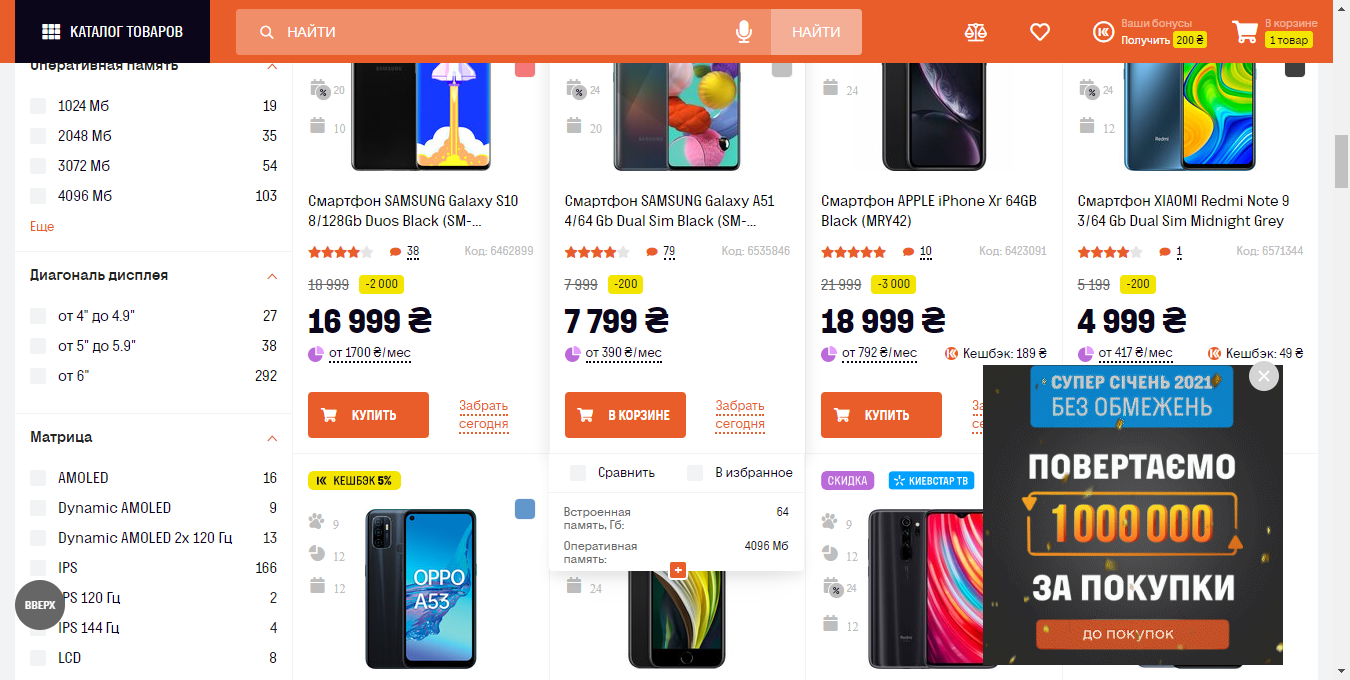 КАТАЛОГ ТОВАРОВ
НАЙТИ
НАЙТИ
Ваши бонусы
Получить 200 ₴
В корзине
1 товар
Оперативная память
1024 Мб 19
2048 Мб 35
3072 Мб 54
4096 Мб 103
Еще
Диагональ дисплея
от 4" до 4.9" 27
от 5" до 5.9" 38
от 6" 292
Матрица
AMOLED 16
Dynamic AMOLED 9
Dynamic AMOLED 2x 120 Гц 13
IPS 166
IPS 120 Гц 2
IPS 144 Гц 4
LCD 8
ВВЕРХ
% 20
10
SAMSUNG
Смартфон SAMSUNG Galaxy S10
8/128Gb Duos Black (SM-...
38 Код: 6462899
18 999 -2 000
16 999 ₴
от 1700 ₴/мес
КУПИТЬ
Забрать
сегодня
% 24
20
SAMSUNG
Смартфон SAMSUNG Galaxy A51
4/64 Gb Dual Sim Black (SM-...
79 Код: 6535846
7 999 -200
7 799 ₴
от 390 ₴/мес
В КОРЗИНЕ
Забрать
сегодня
Сравнить В избранное
Встроенная
память, Гб: 64
Оперативная
память: 4096 Мб
+
24
24
Смартфон APPLE iPhone Xr 64GB
Black (MRY42)
10 Код: 6423091
21 999 -3 000
18 999 ₴
от 792 ₴/мес Кешбэк: 189 ₴
КУПИТЬ
% 24
12
Redmi
Смартфон XIAOMI Redmi Note 9
3/64 Gb Dual Sim Midnight Grey
1 Код: 6571344
5 199 -200
4 999 ₴
от 417 ₴/мес Кешбэк: 49 ₴
КЕШБЭК 5%
9
12
12
OPPO
A53
СКИДКА КИЕВСТАР ТВ
9
12
% 24
12
Redmi
СУПЕР СІЧЕНЬ 2021
БЕЗ ОБМЕЖЕНЬ
ПОВЕРТАЄМО
1 000 000
ЗА ПОКУПКИ
ДО ПОКУПОК